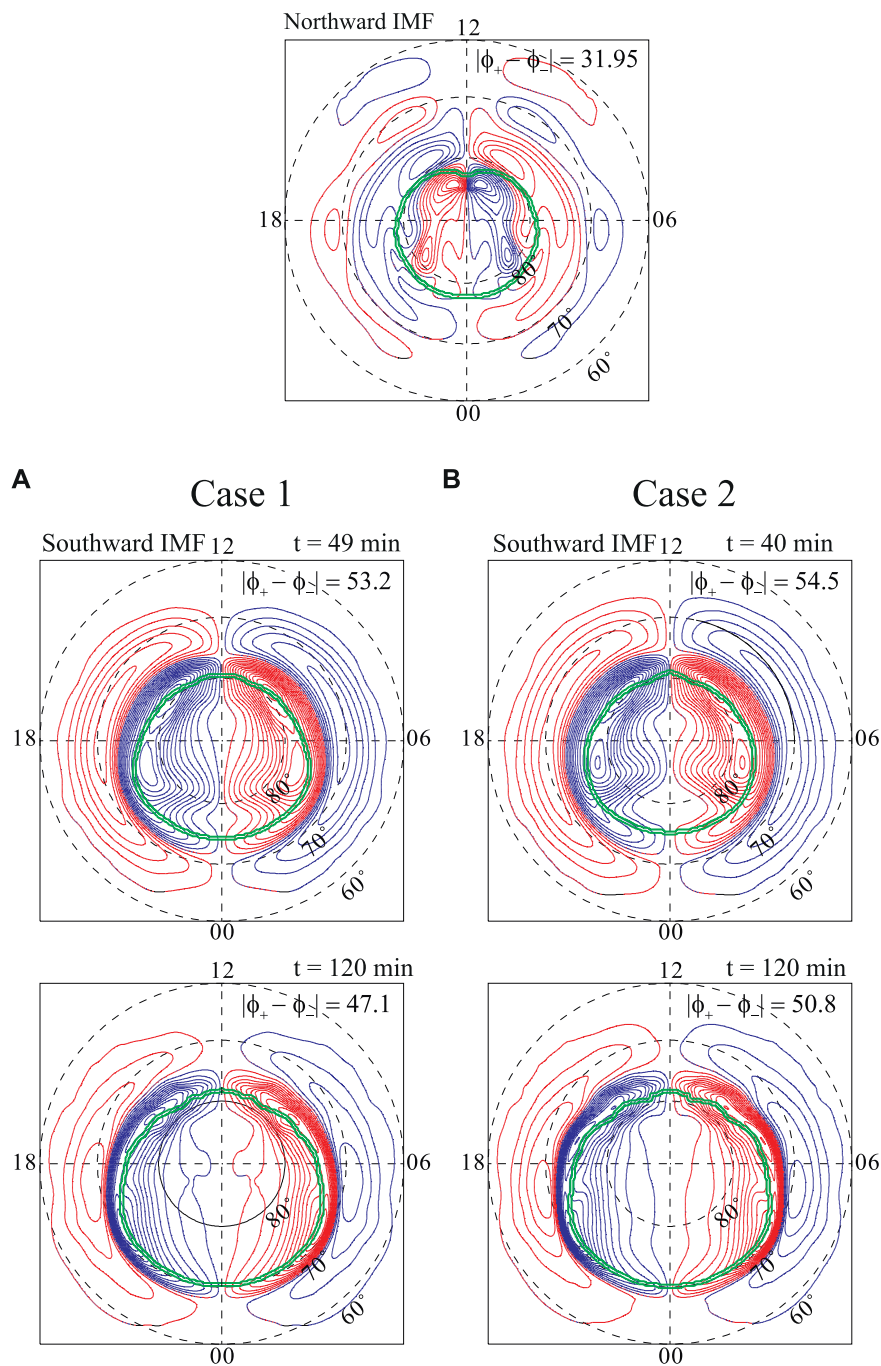 Northward IMF
12
|ϕ₊ − ϕ₋| = 31.95
18
06
80°
70°
60°
00
A
Case 1
B
Case 2
Southward IMF 12 t = 49 min
|ϕ₊ − ϕ₋| = 53.2
18
06
80°
70°
60°
00
Southward IMF 12 t = 40 min
|ϕ₊ − ϕ₋| = 54.5
18
06
80°
70°
60°
00
12 t = 120 min
|ϕ₊ − ϕ₋| = 47.1
18
06
80°
70°
60°
00
12 t = 120 min
|ϕ₊ − ϕ₋| = 50.8
18
06
80°
70°
60°
00